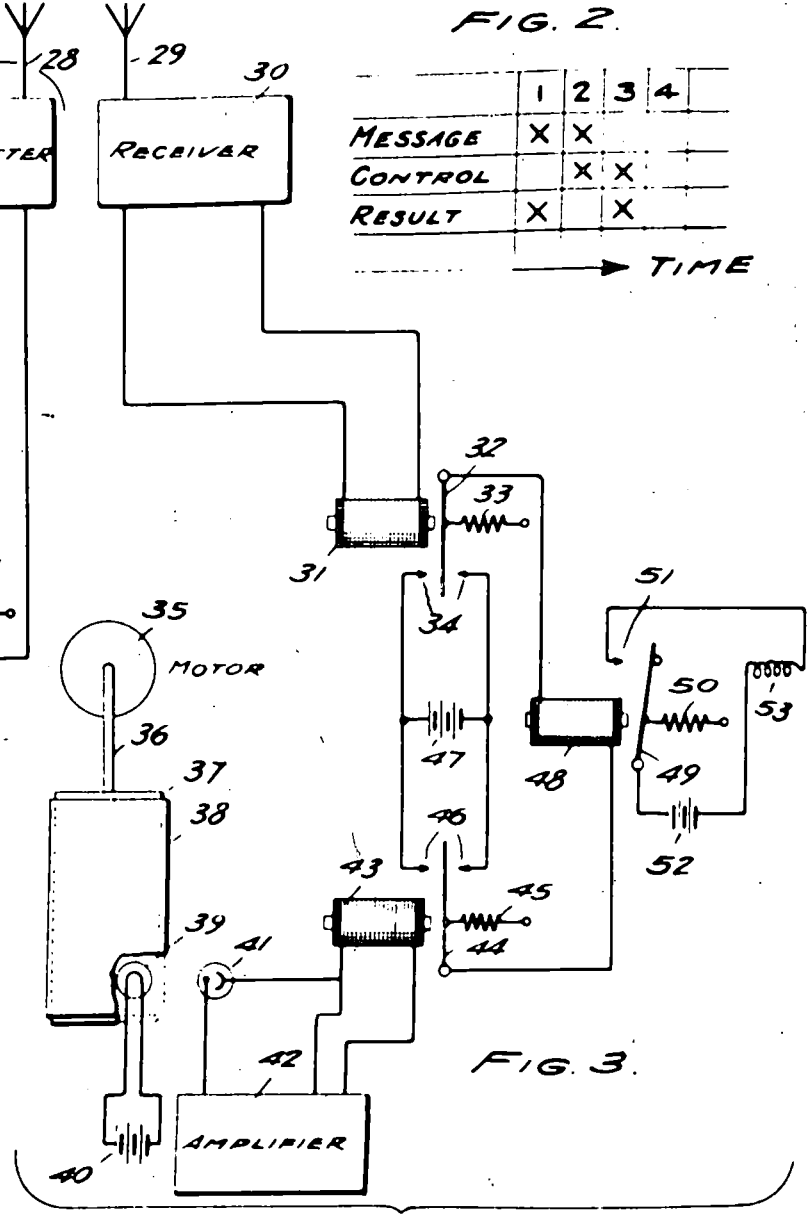 FIG. 2.
28
29
30
TTER
RECEIVER
1 2 3 4
MESSAGE X X
CONTROL X X
RESULT X X
TIME
32
33
31
34
35
MOTOR
36
37
38
39
40
41
42
AMPLIFIER
43
44
45
46
47
48
49
50
51
52
53
FIG. 3.